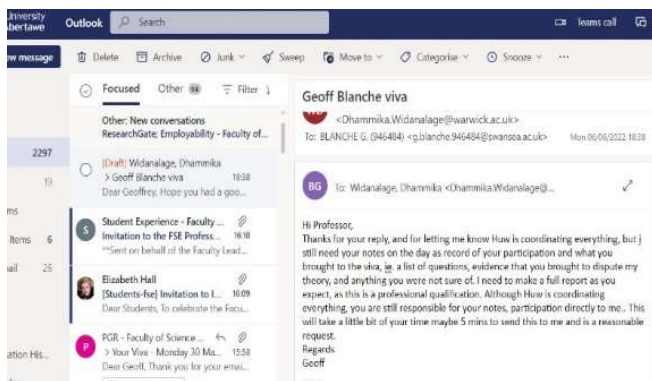 University
Abertawe
Outlook
Search
Teams call
New message
Delete
Archive
Junk
Sweep
Move to
Categorise
Snooze
...
Focused
Other 94
Filter
Other: New conversations
ResearchGate; Employability - Faculty of...
[Draft] Widanalage, Dhammika
> Geoff Blanche viva 18:38
Dear Geoffrey, Hope you had a goo...
S
Student Experience - Faculty ...
Invitation to the FSE Profess... 16:10
**Sent on behalf of the Faculty Lead...
Elizabeth Hall
[Students-fse] Invitation to I... 16:09
Dear Students, To celebrate the Facu...
P
PGR - Faculty of Science ...
> Your Viva - Monday 30 Ma... 15:58
Dear Geoff, Thank you for your emai...
2297
19
ms
Items 6
ail 26
ation His...
Geoff Blanche viva
<Dhammika.Widanalage@warwick.ac.uk>
To: BLANCHE G. (946484) <g.blanche.946484@swansea.ac.uk>
Mon 06/06/2022 18:38
BG
To: Widanalage, Dhammika <Dhammika.Widanalage@...
Hi Professor,
Thanks for your reply, and for letting me know Huw is coordinating everything, but i
still need your notes on the day as record of your participation and what you
brought to the viva, ie. a list of questions, evidence that you brought to dispute my
theory, and anything you were not sure of. I need to make a full report as you
expect, as this is a professional qualification. Although Huw is coordinating
everything, you are still responsible for your notes, participation directly to me.. This
will take a little bit of your time maybe 5 mins to send this to me and is a reasonable
request.
Regards
Geoff